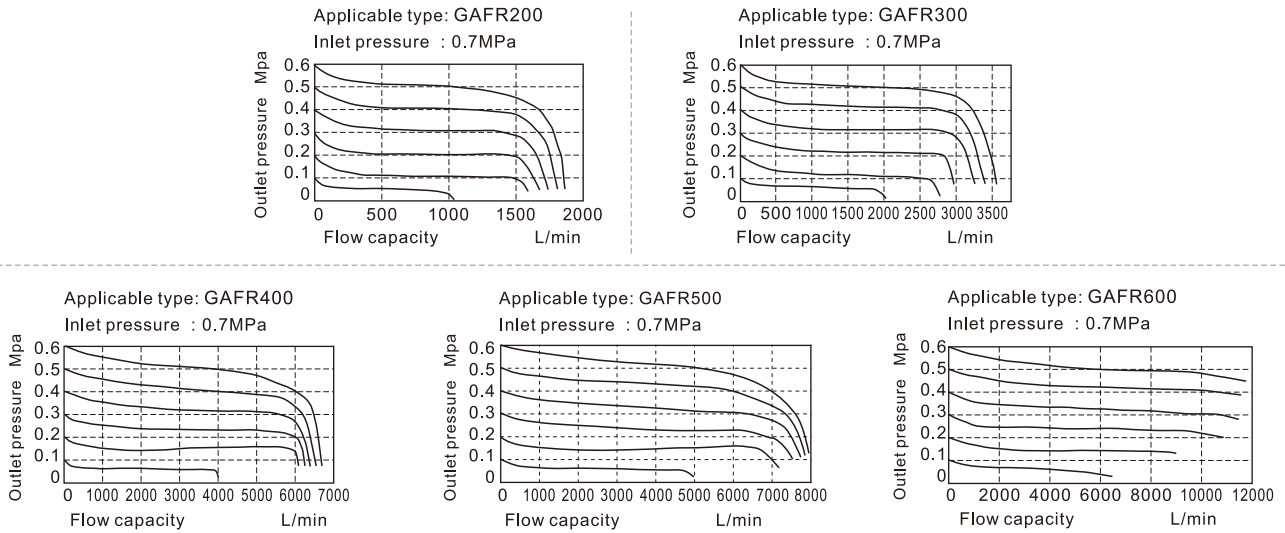 Applicable type: GAFR200
Inlet pressure : 0.7MPa
Outlet pressure Mpa
0.6
0.5
0.4
0.3
0.2
0.1
0
0 500 1000 1500 2000
Flow capacity L/min
Applicable type: GAFR300
Inlet pressure : 0.7MPa
Outlet pressure Mpa
0.6
0.5
0.4
0.3
0.2
0.1
0
0 500 1000 1500 2000 2500 3000 3500
Flow capacity L/min
Applicable type: GAFR400
Inlet pressure : 0.7MPa
Outlet pressure Mpa
0.6
0.5
0.4
0.3
0.2
0.1
0
0 1000 2000 3000 4000 5000 6000 7000
Flow capacity L/min
Applicable type: GAFR500
Inlet pressure : 0.7MPa
Outlet pressure Mpa
0.6
0.5
0.4
0.3
0.2
0.1
0
0 1000 2000 3000 4000 5000 6000 7000 8000
Flow capacity L/min
Applicable type: GAFR600
Inlet pressure : 0.7MPa
Outlet pressure Mpa
0.6
0.5
0.4
0.3
0.2
0.1
0
0 2000 4000 6000 8000 10000 12000
Flow capacity L/min